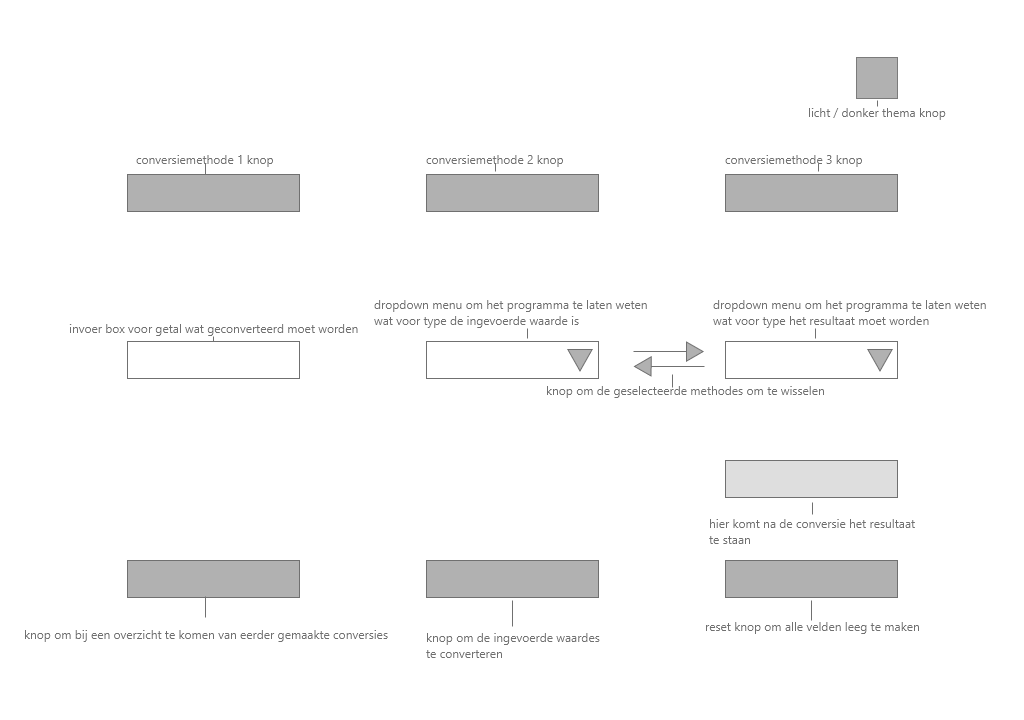 licht / donker thema knop
conversiemethode 1 knop
conversiemethode 2 knop
conversiemethode 3 knop
invoer box voor getal wat geconverteerd moet worden
dropdown menu om het programma te laten weten
wat voor type de ingevoerde waarde is
dropdown menu om het programma te laten weten
wat voor type het resultaat moet worden
knop om de geselecteerde methodes om te wisselen
hier komt na de conversie het resultaat
te staan
knop om bij een overzicht te komen van eerder gemaakte conversies
knop om de ingevoerde waardes
te converteren
reset knop om alle velden leeg te maken